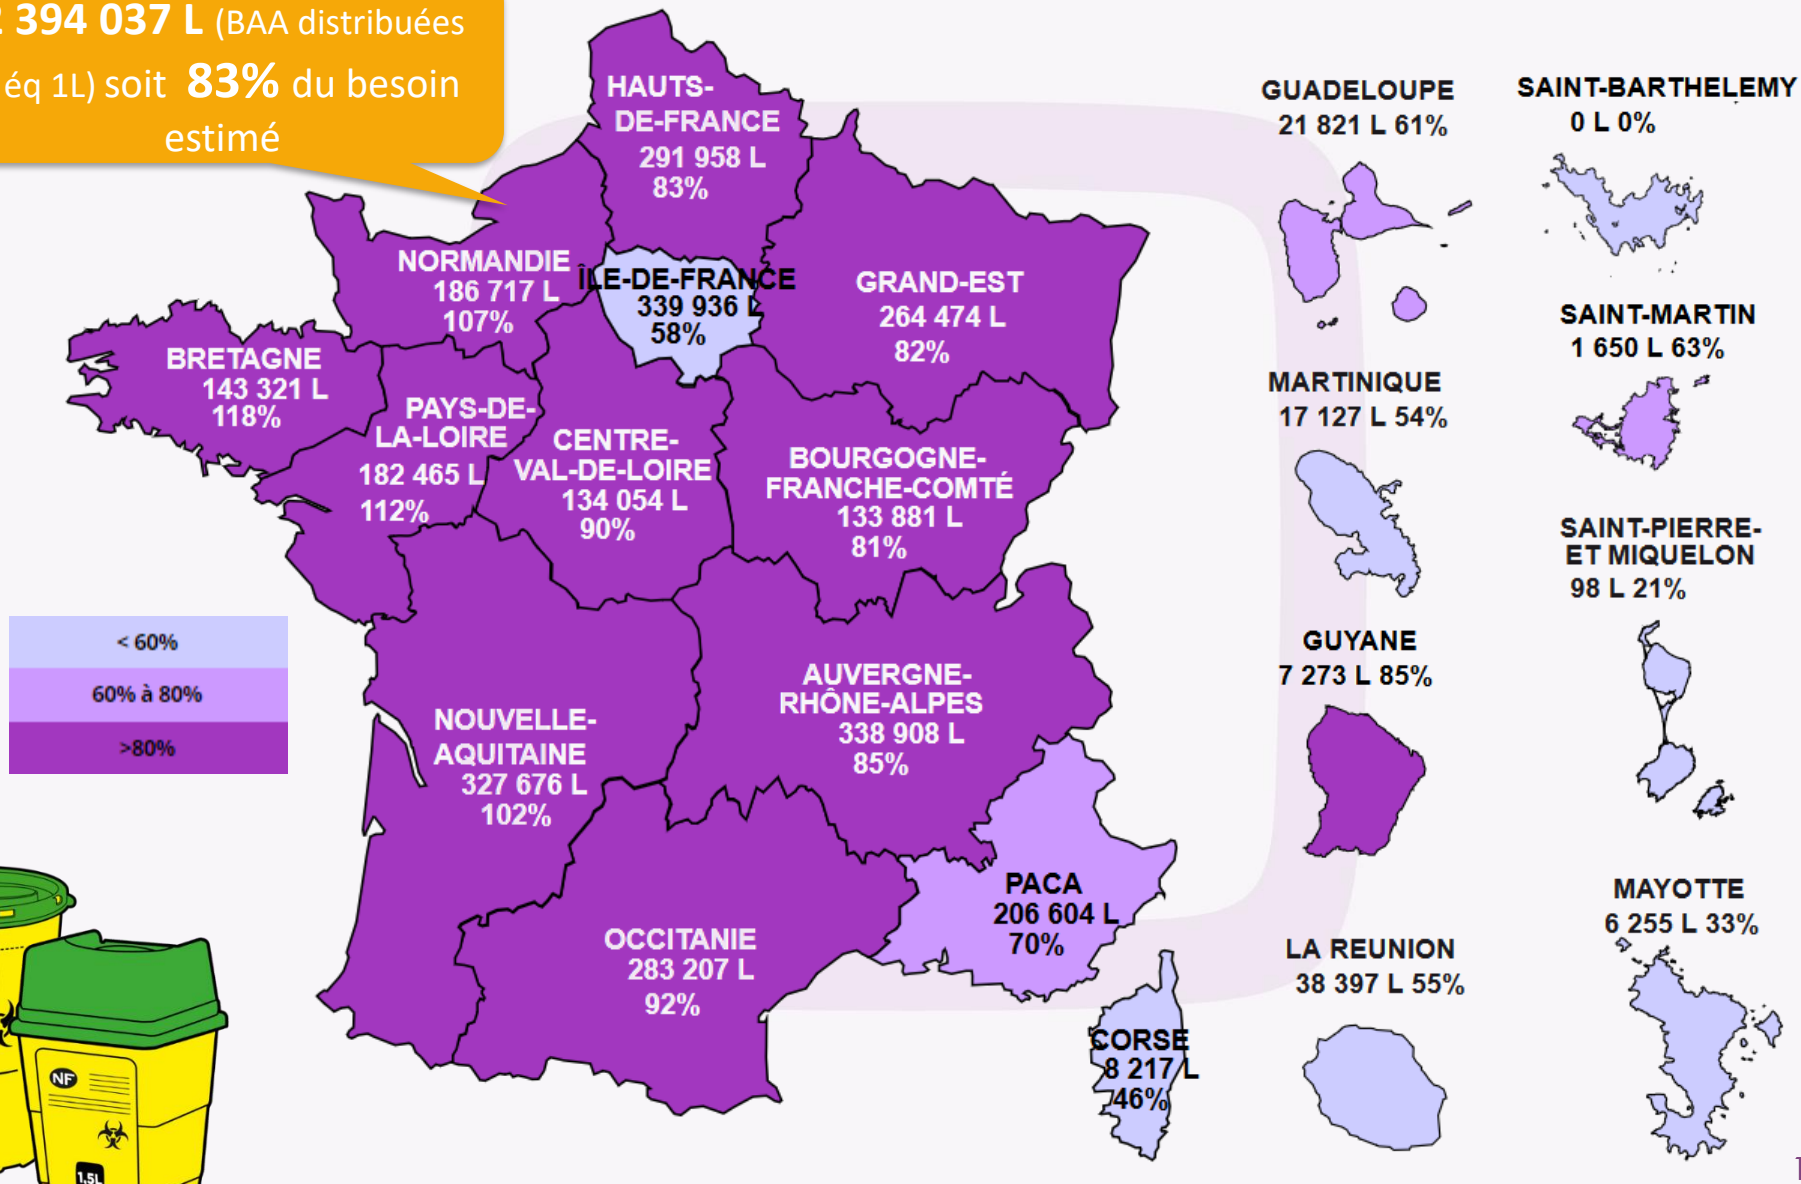 2 394 037 L (BAA distribuées
éq 1L) soit 83% du besoin
estimé
HAUTS-
DE-FRANCE
291 958 L
83%
NORMANDIE
186 717 L
107%
ÎLE-DE-FRANCE
339 936 L
58%
GRAND-EST
264 474 L
82%
BRETAGNE
143 321 L
118%
PAYS-DE-
LA-LOIRE
182 465 L
112%
CENTRE-
VAL-DE-LOIRE
134 054 L
90%
BOURGOGNE-
FRANCHE-COMTÉ
133 881 L
81%
NOUVELLE-
AQUITAINE
327 676 L
102%
AUVERGNE-
RHÔNE-ALPES
338 908 L
85%
OCCITANIE
283 207 L
92%
PACA
206 604 L
70%
CORSE
8 217 L
46%
< 60%
60% à 80%
>80%
NF
1,5L
GUADELOUPE
21 821 L 61%
MARTINIQUE
17 127 L 54%
GUYANE
7 273 L 85%
LA REUNION
38 397 L 55%
SAINT-BARTHELEMY
0 L 0%
SAINT-MARTIN
1 650 L 63%
SAINT-PIERRE-
ET MIQUELON
98 L 21%
MAYOTTE
6 255 L 33%